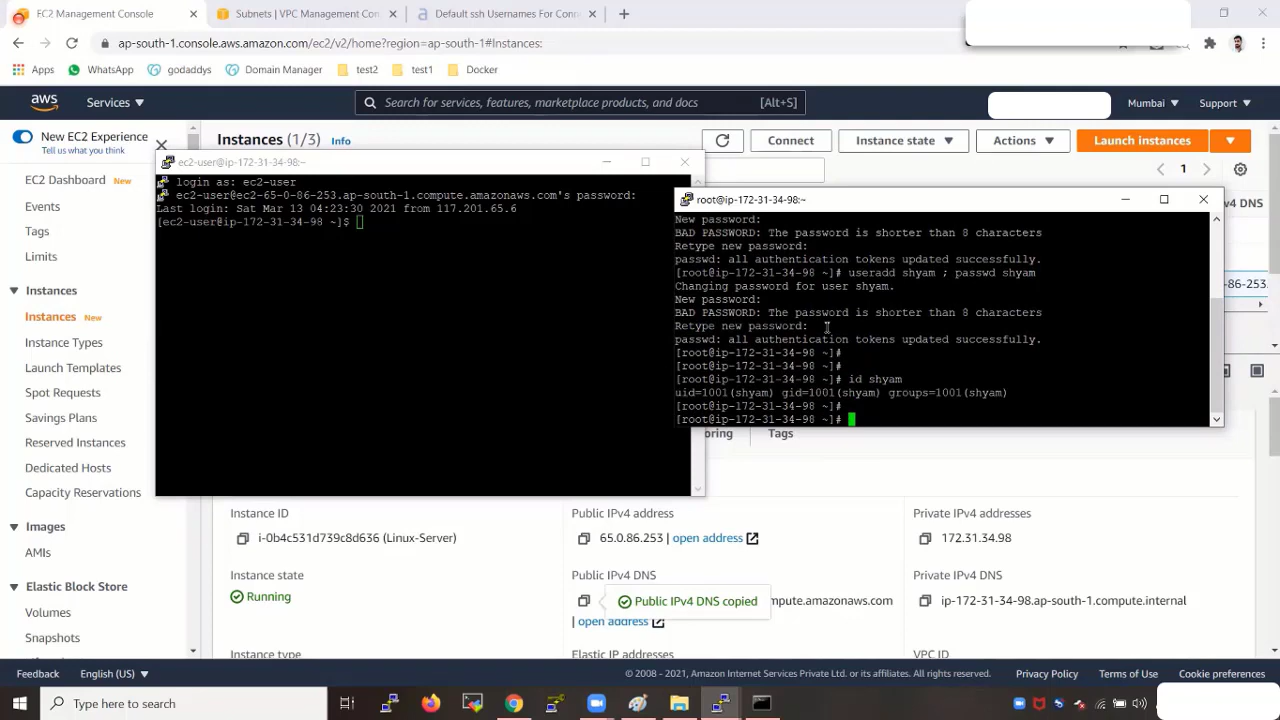 EC2 Management Console
Subnets | VPC Management Con
Default ssh Usernames For Conn
ap-south-1.console.aws.amazon.com/ec2/v2/home?region=ap-south-1#Instances:
Apps
WhatsApp
godaddys
Domain Manager
test2
test1
Docker
aws
Services
Search for services, features, marketplace products, and docs
[Alt+S]
Mumbai
Support
New EC2 Experience
Tell us what you think
EC2 Dashboard New
Events
Tags
Limits
Instances
Instances New
Instance Types
Launch Templates
Spot Requests
Savings Plans
Reserved Instances
Dedicated Hosts
Capacity Reservations
Images
AMIs
Elastic Block Store
Volumes
Snapshots
Instances (1/3) Info
Connect
Instance state
Actions
Launch instances
1
DNS
-86-253.
ec2-user@ip-172-31-34-98:~
login as: ec2-user
ec2-user@ec2-65-0-86-253.ap-south-1.compute.amazonaws.com's password:
Last login: Sat Mar 13 04:23:30 2021 from 117.201.65.6
[ec2-user@ip-172-31-34-98 ~]$
root@ip-172-31-34-98:~
New password:
BAD PASSWORD: The password is shorter than 8 characters
Retype new password:
passwd: all authentication tokens updated successfully.
[root@ip-172-31-34-98 ~]# useradd shyam ; passwd shyam
Changing password for user shyam.
New password:
BAD PASSWORD: The password is shorter than 8 characters
Retype new password:
passwd: all authentication tokens updated successfully.
[root@ip-172-31-34-98 ~]#
[root@ip-172-31-34-98 ~]#
[root@ip-172-31-34-98 ~]# id shyam
uid=1001(shyam) gid=1001(shyam) groups=1001(shyam)
[root@ip-172-31-34-98 ~]#
[root@ip-172-31-34-98 ~]#
oring
Tags
Instance ID
i-0b4c531d739c8d636 (Linux-Server)
Public IPv4 address
65.0.86.253 | open address
Private IPv4 addresses
172.31.34.98
Instance state
Running
Public IPv4 DNS
Public IPv4 DNS copied
mpute.amazonaws.com
| open address
Private IPv4 DNS
ip-172-31-34-98.ap-south-1.compute.internal
Instance type
Elastic IP addresses
VPC ID
Feedback
English (US)
© 2008 - 2021, Amazon Internet Services Private Ltd. or its affiliates. All rights reserved.
Privacy Policy
Terms of Use
Cookie preferences
Type here to search